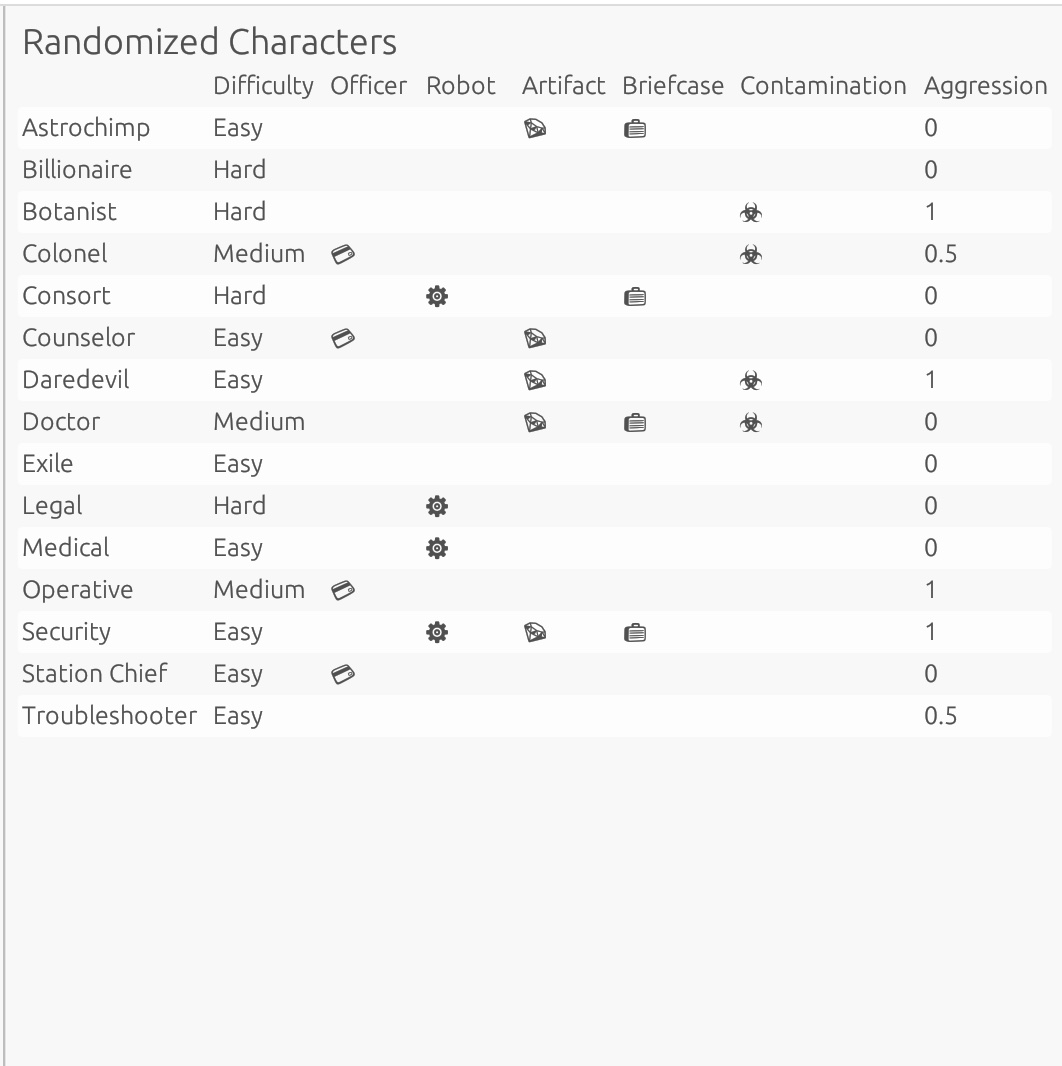 Randomized Characters
Difficulty Officer Robot Artifact Briefcase Contamination Aggression
Astrochimp Easy 0
Billionaire Hard 0
Botanist Hard 1
Colonel Medium 0.5
Consort Hard 0
Counselor Easy 0
Daredevil Easy 1
Doctor Medium 0
Exile Easy 0
Legal Hard 0
Medical Easy 0
Operative Medium 1
Security Easy 1
Station Chief Easy 0
Troubleshooter Easy 0.5